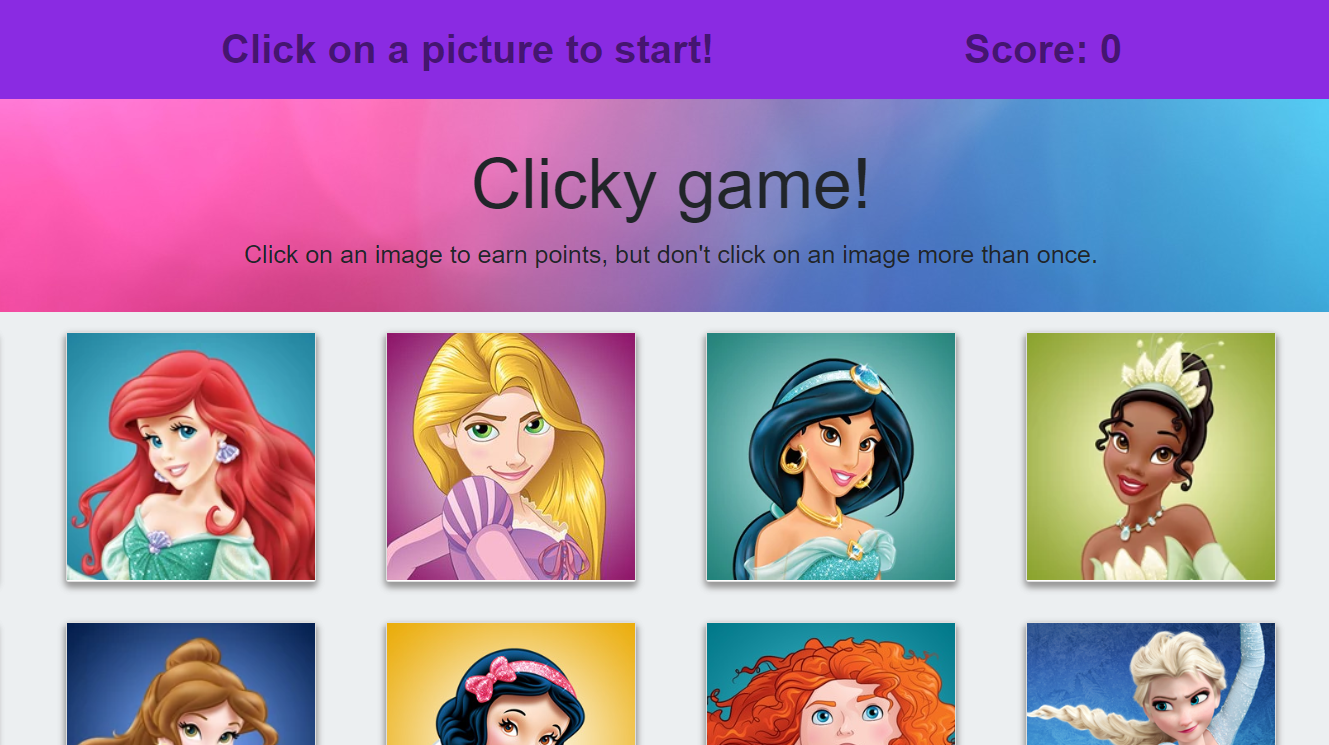 Click on a picture to start! Score: 0
Clicky game!
Click on an image to earn points, but don't click on an image more than once.